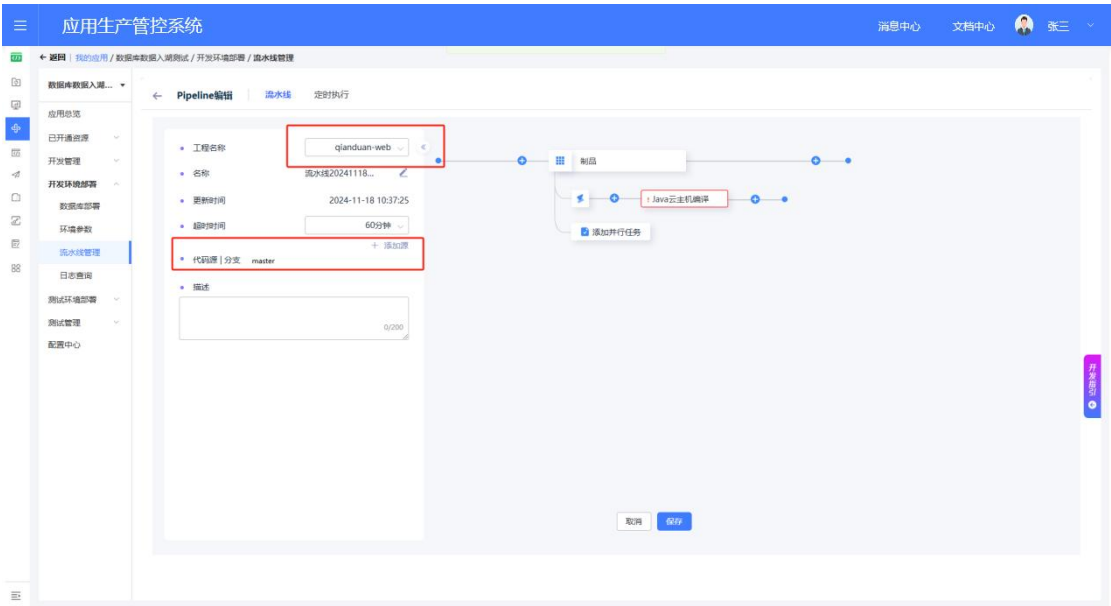 应用生产管控系统
消息中心 文档中心 张三
返回 | 我的应用 / 数据库数据入湖测试 / 开发环境部署 / 流水线管理
数据库数据入湖...
应用总览
已开通资源
开发管理
开发环境部署
数据库部署
环境参数
流水线管理
日志查询
测试环境部署
测试管理
配置中心
Pipeline编辑 流水线 定时执行
工程名称 qianduan-web
名称 流水线20241118...
更新时间 2024-11-18 10:37:25
超时时间 60分钟
+ 添加源
代码源 | 分支 master
描述
0/200
制品
! Java云主机编译
添加并行任务
取消 保存
开发指引